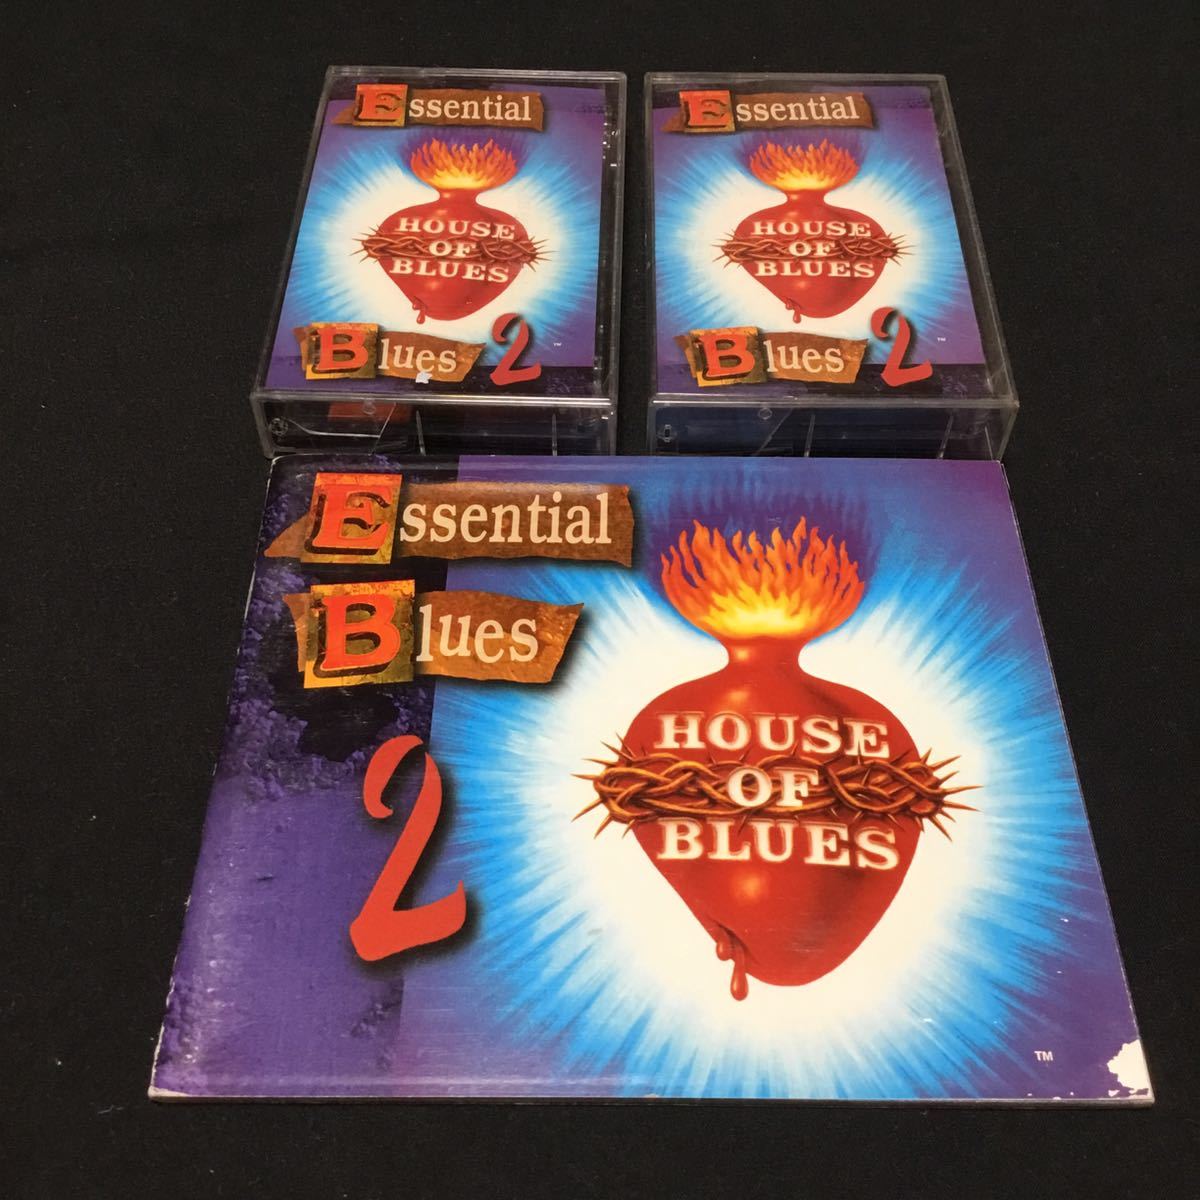 Essential
HOUSE
OF
BLUES
Blues 2
™
Essential
HOUSE
OF
BLUES
Blues 2
™
Essential
Blues
2
HOUSE
OF
BLUES
TM